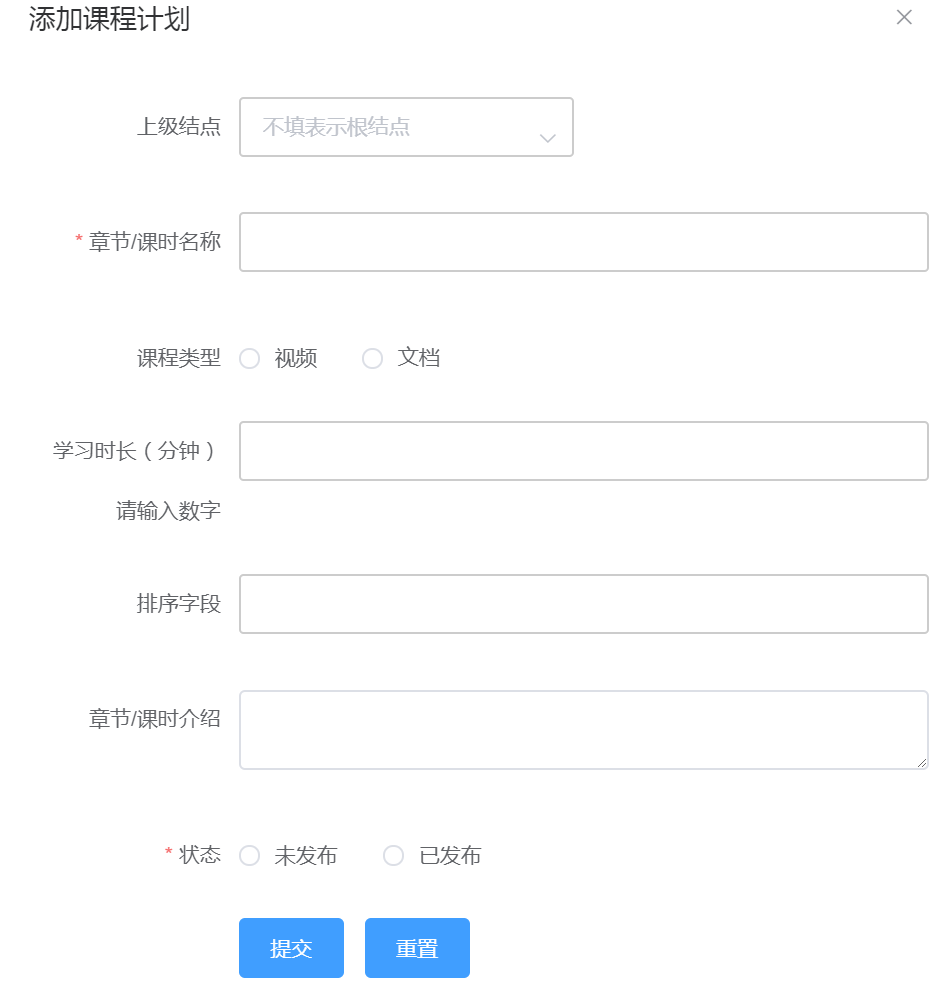 添加课程计划
上级结点 不填表示根结点
* 章节/课时名称
课程类型 视频 文档
学习时长（分钟）
请输入数字
排序字段
章节/课时介绍
* 状态 未发布 已发布
提交 重置